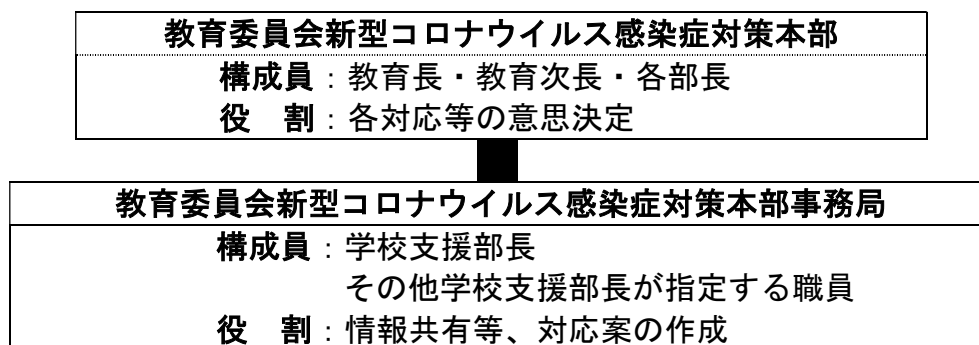 教育委員会新型コロナウイルス感染症対策本部
構成員：教育長・教育次長・各部長
役　割：各対応等の意思決定
教育委員会新型コロナウイルス感染症対策本部事務局
構成員：学校支援部長
その他学校支援部長が指定する職員
役　割：情報共有等、対応案の作成